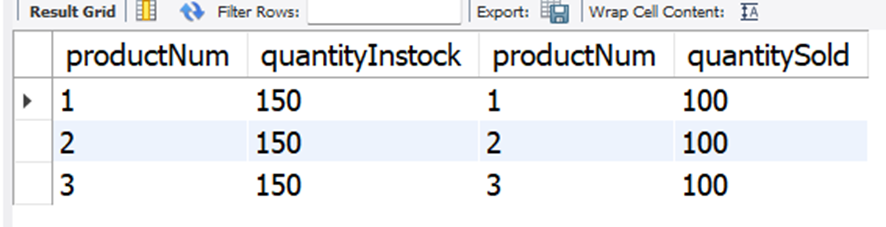 Result Grid Filter Rows: Export: Wrap Cell Content: IA
productNum quantityInstock productNum quantitySold
1 150 1 100
2 150 2 100
3 150 3 100